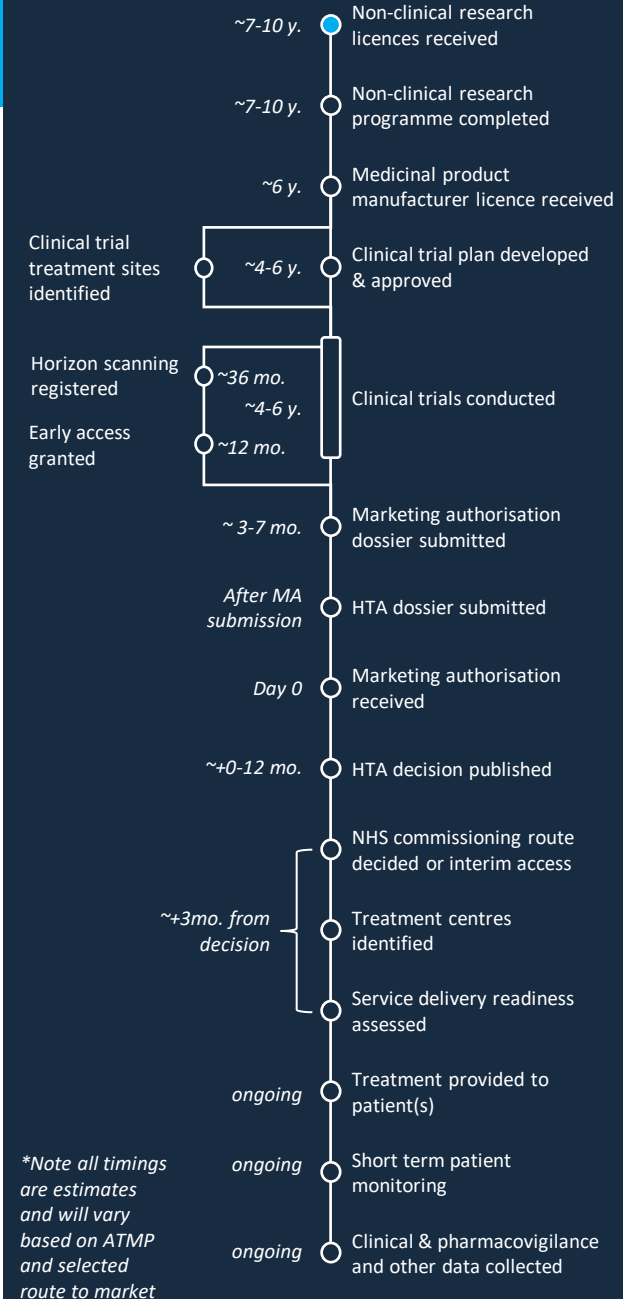 ~7-10 y.
Non-clinical research
licences received
~7-10 y.
Non-clinical research
programme completed
~6 y.
Medicinal product
manufacturer licence received
Clinical trial
treatment sites
identified
~4-6 y.
Clinical trial plan developed
& approved
Horizon scanning
registered
~36 mo.
~4-6 y.
Clinical trials conducted
Early access
granted
~12 mo.
~ 3-7 mo.
Marketing authorisation
dossier submitted
After MA
submission
HTA dossier submitted
Day 0
Marketing authorisation
received
~+0-12 mo.
HTA decision published
NHS commissioning route
decided or interim access
~+3mo. from
decision
Treatment centres
identified
Service delivery readiness
assessed
ongoing
Treatment provided to
patient(s)
ongoing
Short term patient
monitoring
ongoing
Clinical & pharmacovigilance
and other data collected
*Note all timings
are estimates
and will vary
based on ATMP
and selected
route to market